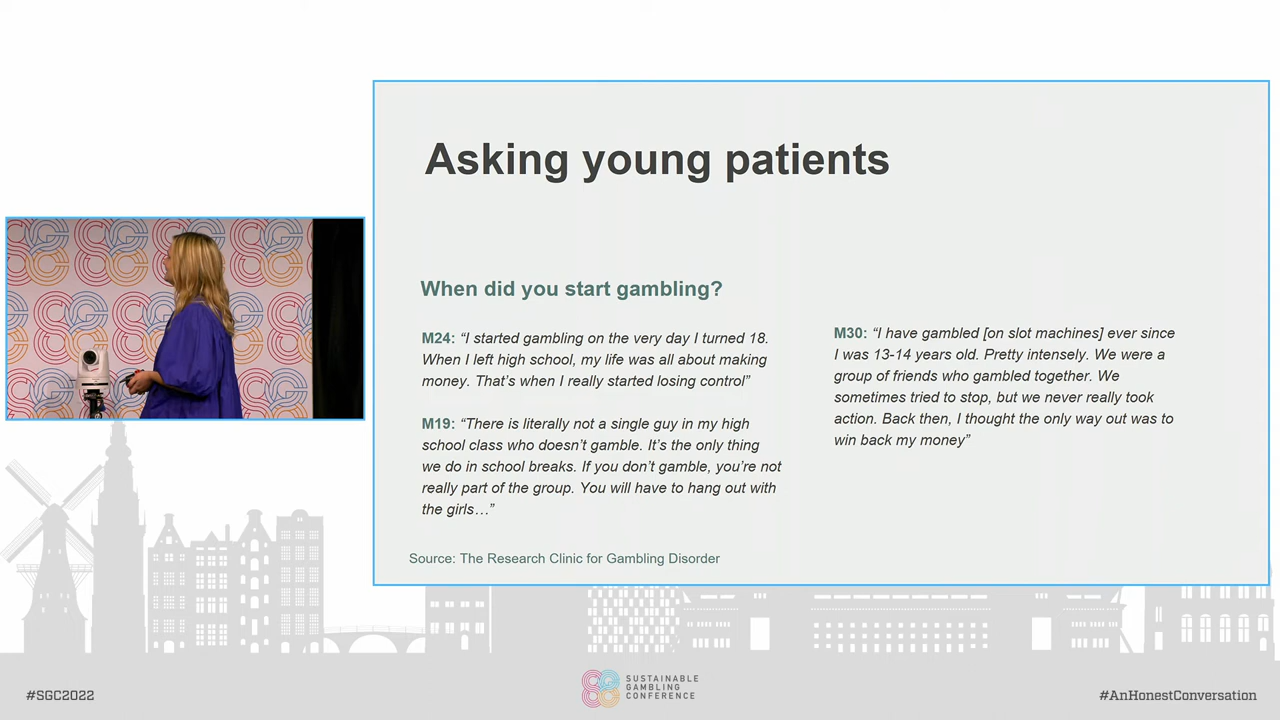 Asking young patients
When did you start gambling?
M24: “I started gambling on the very day I turned 18.
When I left high school, my life was all about making
money. That’s when I really started losing control”
M19: “There is literally not a single guy in my high
school class who doesn’t gamble. It’s the only thing
we do in school breaks. If you don’t gamble, you’re not
really part of the group. You will have to hang out with
the girls…”
M30: “I have gambled [on slot machines] ever since
I was 13-14 years old. Pretty intensely. We were a
group of friends who gambled together. We
sometimes tried to stop, but we never really took
action. Back then, I thought the only way out was to
win back my money”
Source: The Research Clinic for Gambling Disorder
#SGC2022
SUSTAINABLE
GAMBLING
CONFERENCE
#AnHonestConversation